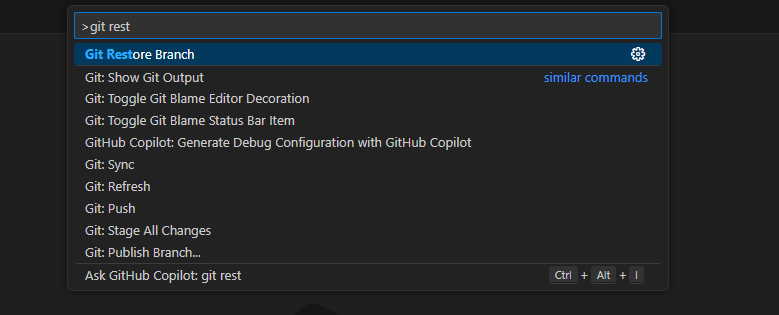 >git rest
Git Restore Branch
Git: Show Git Output similar commands
Git: Toggle Git Blame Editor Decoration
Git: Toggle Git Blame Status Bar Item
GitHub Copilot: Generate Debug Configuration with GitHub Copilot
Git: Sync
Git: Refresh
Git: Push
Git: Stage All Changes
Git: Publish Branch...
Ask GitHub Copilot: git rest Ctrl + Alt + I